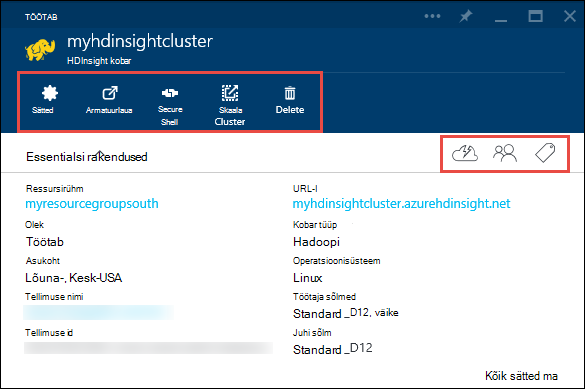 TÖÖTAB
myhdinsightcluster
HDInsight kobar
Sätted
Armatuurlaua
Secure
Shell
Skaala
Cluster
Delete
Essentialsi rakendused
Ressursirühm
myresourcegroupsouth
Olek
Töötab
Asukoht
Lõuna-, Kesk-USA
Tellimuse nimi
Tellimuse id
URL-I
myhdinsightcluster.azurehdinsight.net
Kobar tüüp
Hadoopi
Operatsioonisüsteem
Linux
Töötaja sõlmed
Standard _D12, väike
Juhi sõlm
Standard _D12
Kõik sätted ma